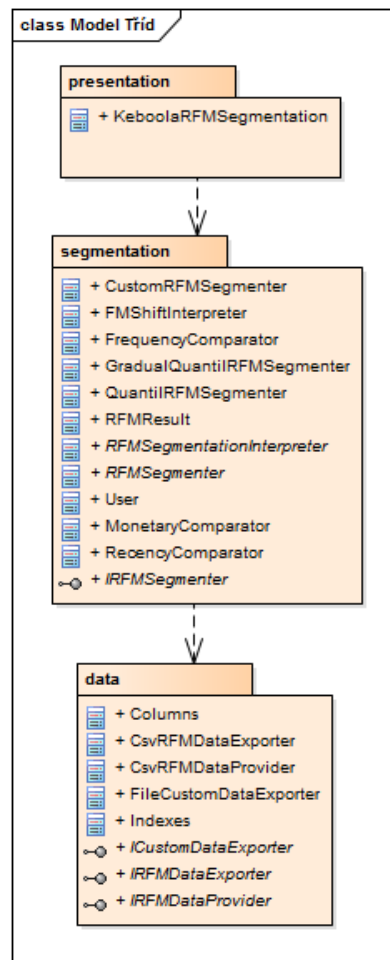 class Model Tříd
presentation
+ KeboolaRFMSegmentation
segmentation
+ CustomRFMSegmenter
+ FMShiftInterpreter
+ FrequencyComparator
+ GradualQuantilRFMSegmenter
+ QuantilRFMSegmenter
+ RFMResult
+ RFMSegmentationInterpreter
+ RFMSegmenter
+ User
+ MonetaryComparator
+ RecencyComparator
+ IRFMSegmenter
data
+ Columns
+ CsvRFMDataExporter
+ CsvRFMDataProvider
+ FileCustomDataExporter
+ Indexes
+ ICustomDataExporter
+ IRFMDataExporter
+ IRFMDataProvider